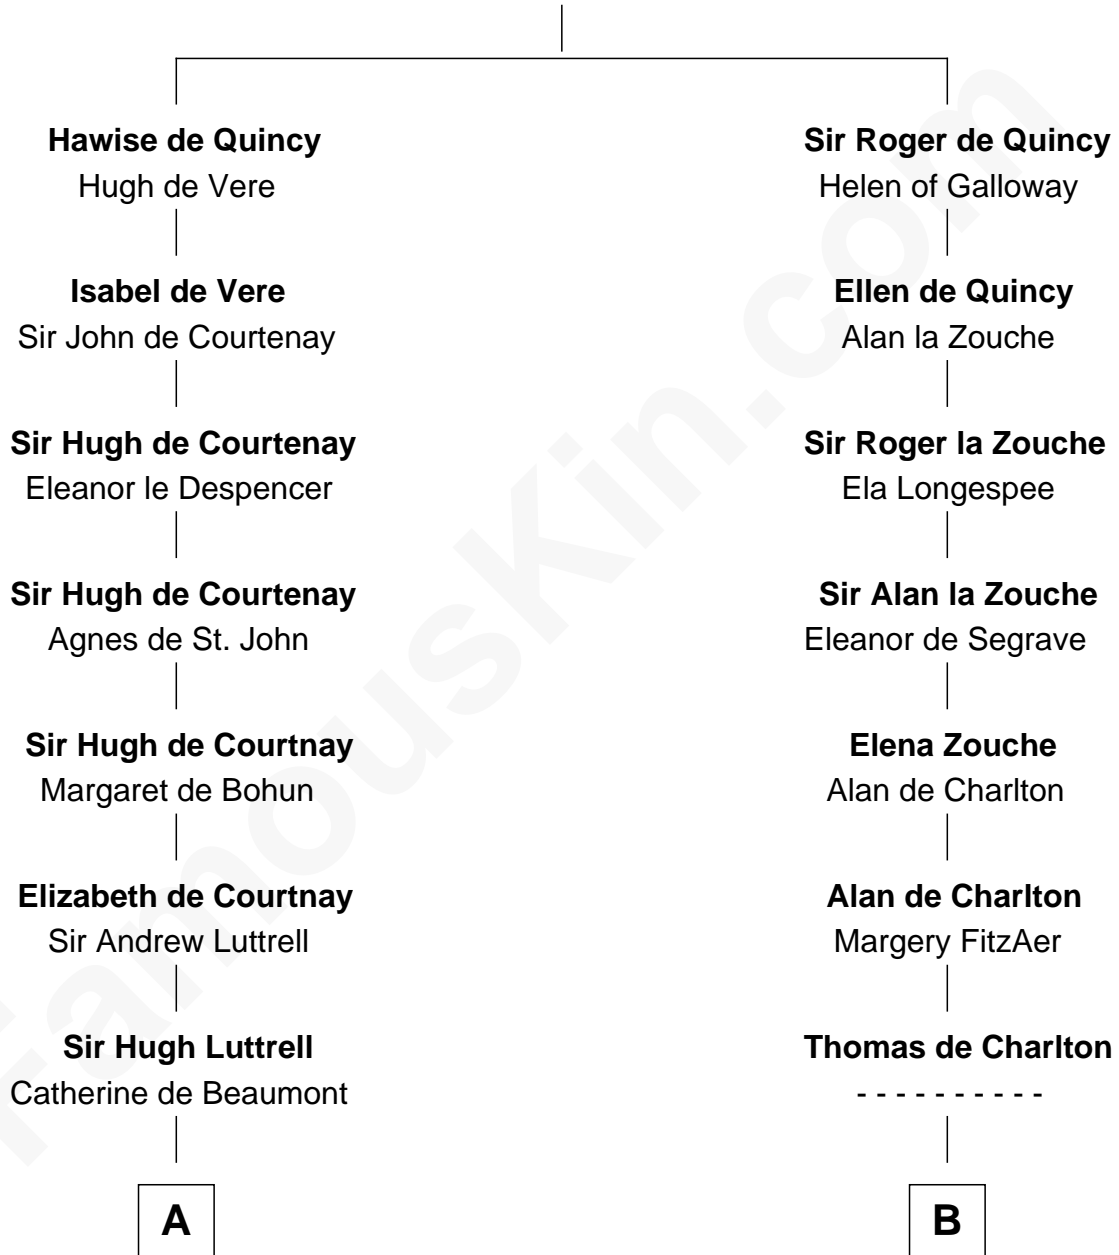 Hawise de Quincy
Hugh de Vere
Isabel de Vere
Sir John de Courtenay
Sir Hugh de Courtenay
Eleanor le Despencer
Sir Hugh de Courtenay
Agnes de St. John
Sir Hugh de Courtnay
Margaret de Bohun
Elizabeth de Courtnay
Sir Andrew Luttrell
Sir Hugh Luttrell
Catherine de Beaumont
A
Sir Roger de Quincy
Helen of Galloway
Ellen de Quincy
Alan la Zouche
Sir Roger la Zouche
Ela Longespee
Sir Alan la Zouche
Eleanor de Segrave
Elena Zouche
Alan de Charlton
Alan de Charlton
Margery FitzAer
Thomas de Charlton
- - - - - - - - - -
B
FamousKin.com